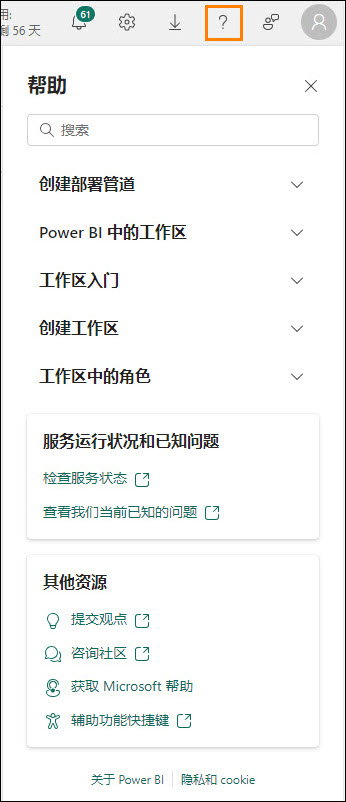 用:
61
剩 56 天
?
帮助
搜索
创建部署管道
Power BI 中的工作区
工作区入门
创建工作区
工作区中的角色
服务运行状况和已知问题
检查服务状态
查看我们当前已知的问题
其他资源
提交观点
咨询社区
获取 Microsoft 帮助
辅助功能快捷键
关于 Power BI
隐私和 cookie